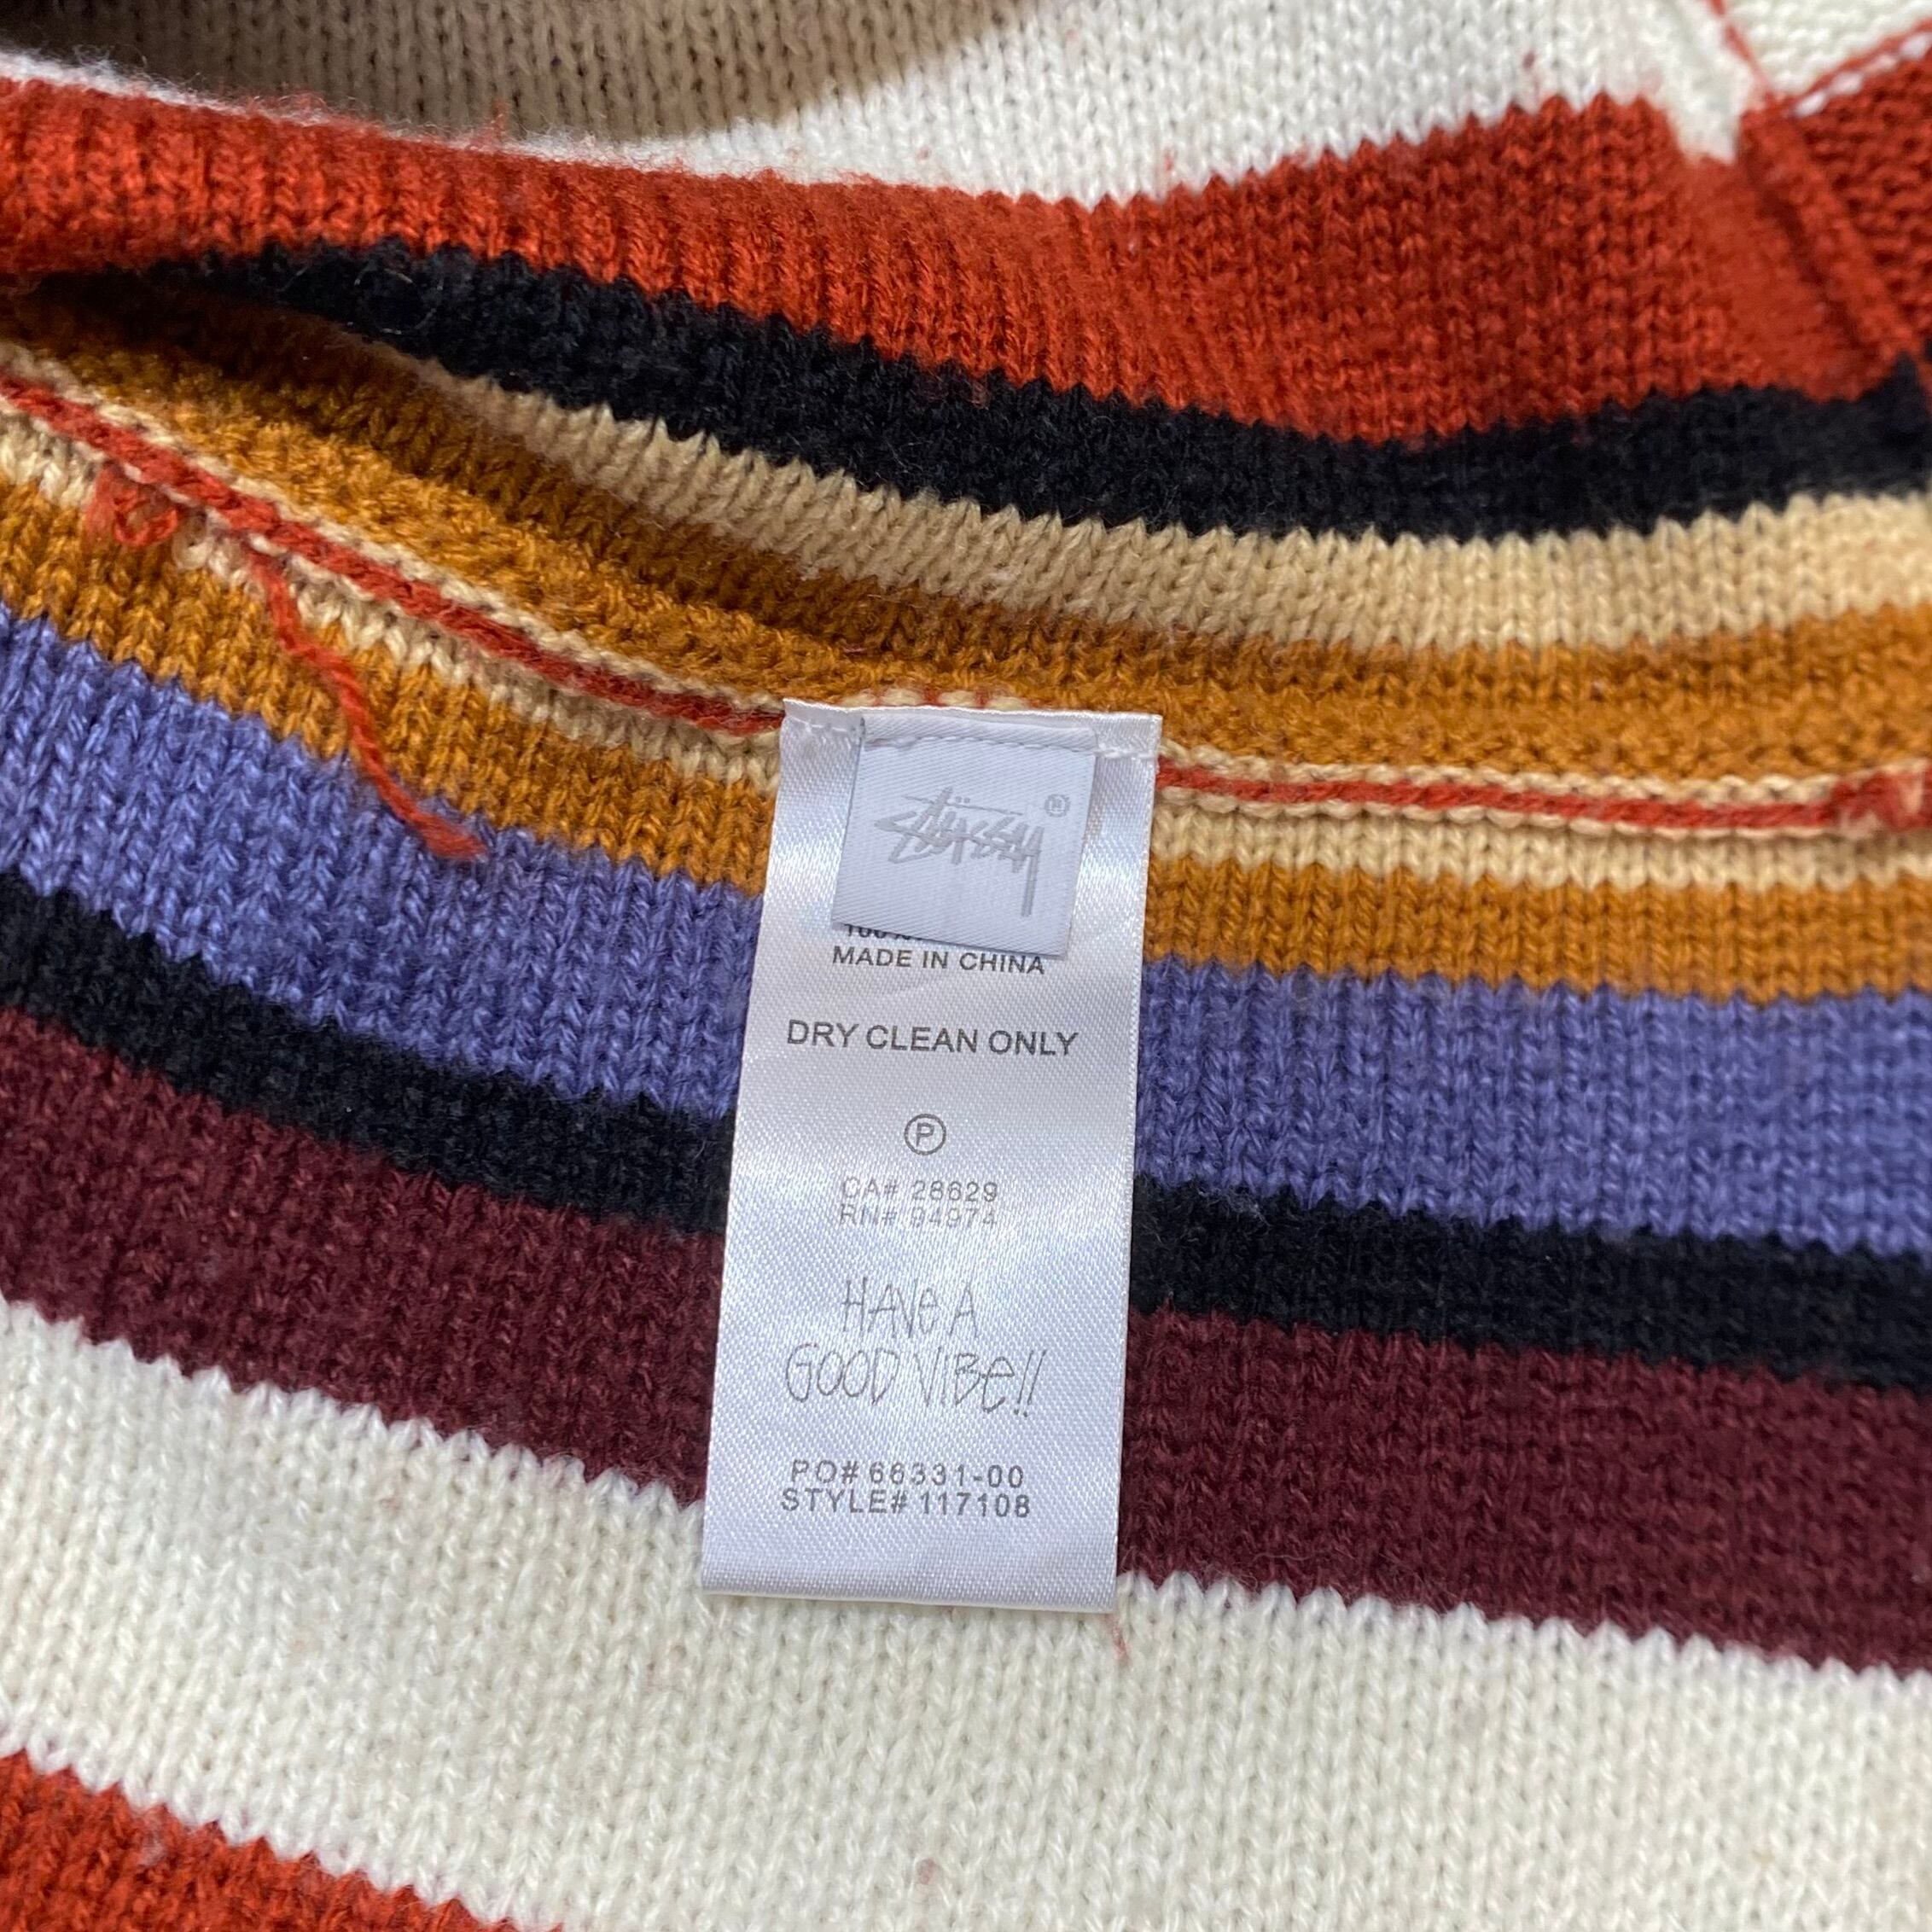 Stüssy ®
100%
MADE IN CHINA
DRY CLEAN ONLY
P
CA# 28629
RN# 94974
HAVE A
GOOD VIBE!!
PO# 66331-00
STYLE# 117108